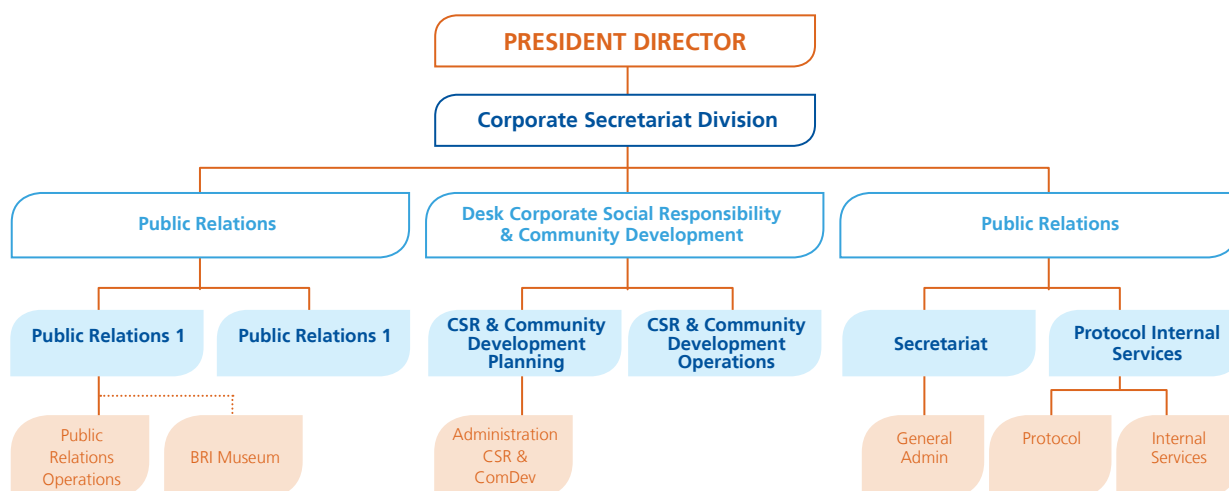 PRESIDENT DIRECTOR
Corporate Secretariat Division
Public Relations
Desk Corporate Social Responsibility
& Community Development
Public Relations
Public Relations 1
Public Relations 1
CSR & Community
Development
Planning
CSR & Community
Development
Operations
Secretariat
Protocol Internal
Services
Public
Relations
Operations
BRI Museum
Administration
CSR &
ComDev
General
Admin
Protocol
Internal
Services